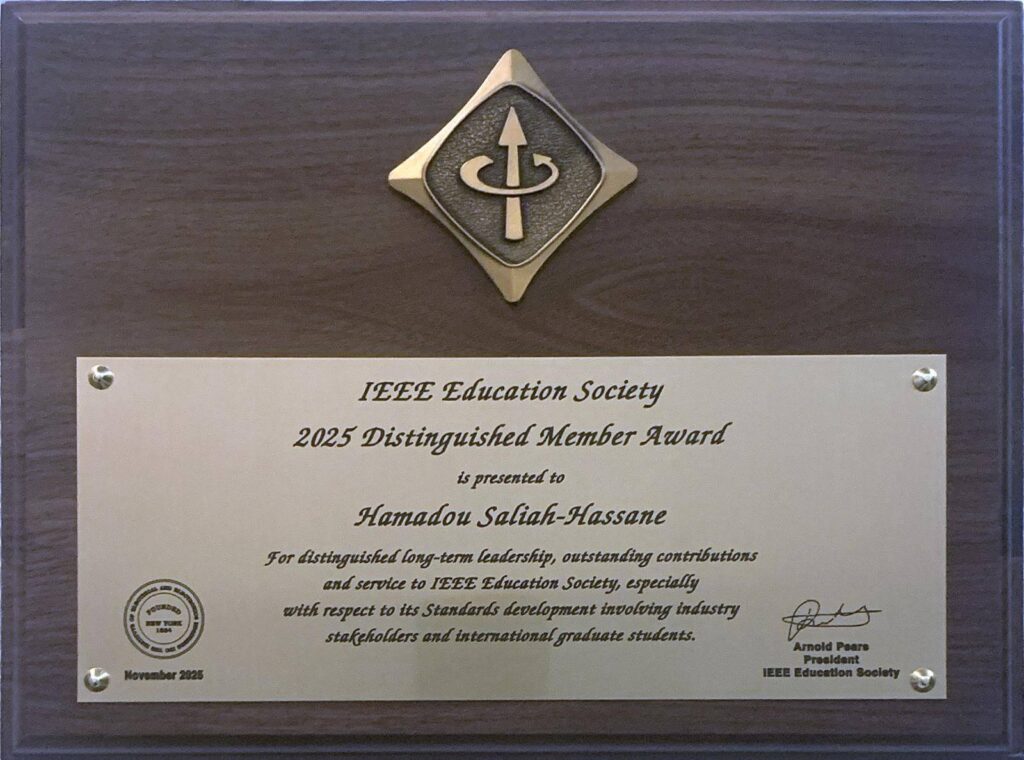 IEEE Education Society
2025 Distinguished Member Award
is presented to
Hamadou Saliah-Hassane
For distinguished long-term leadership, outstanding contributions
and service to IEEE Education Society, especially
with respect to its Standards development involving industry
stakeholders and international graduate students.
FOUNDED
NEW YORK
1884
November 2025
Arnold Pears
President
IEEE Education Society